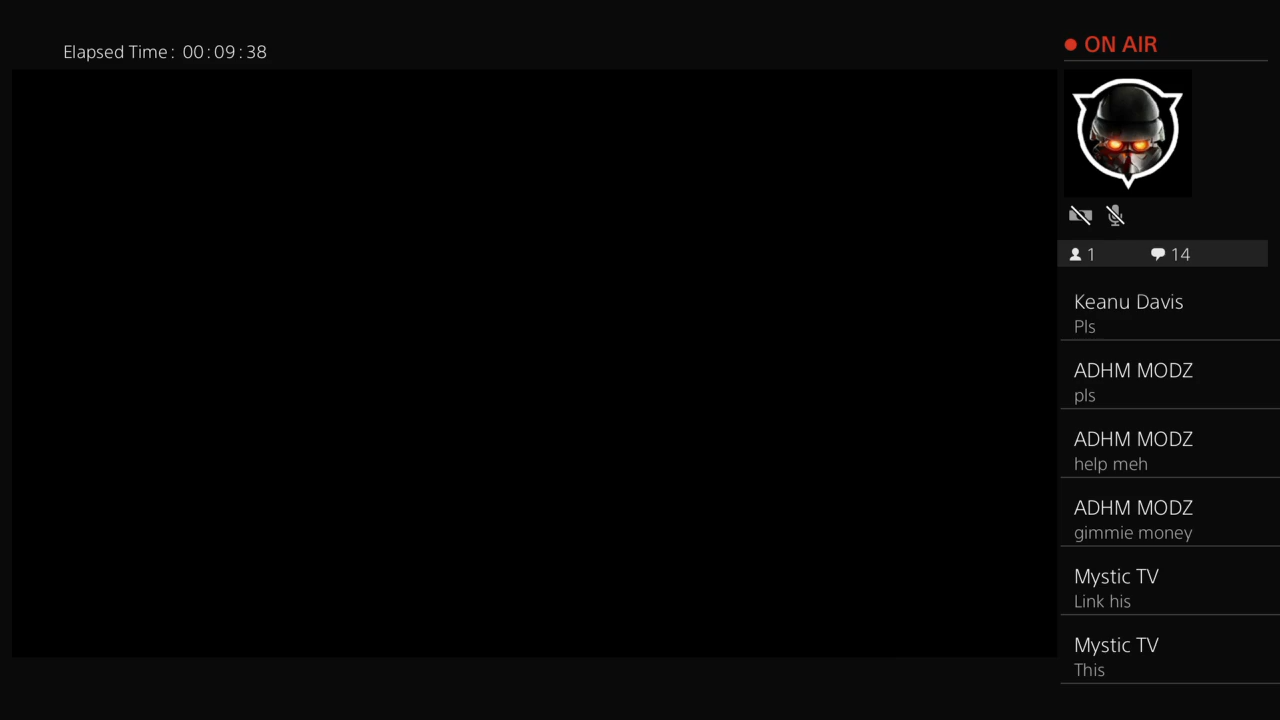 Elapsed Time: 00:09:38
ON AIR
1 14
Keanu Davis
Pls
ADHM MODZ
pls
ADHM MODZ
help meh
ADHM MODZ
gimmie money
Mystic TV
Link his
Mystic TV
This